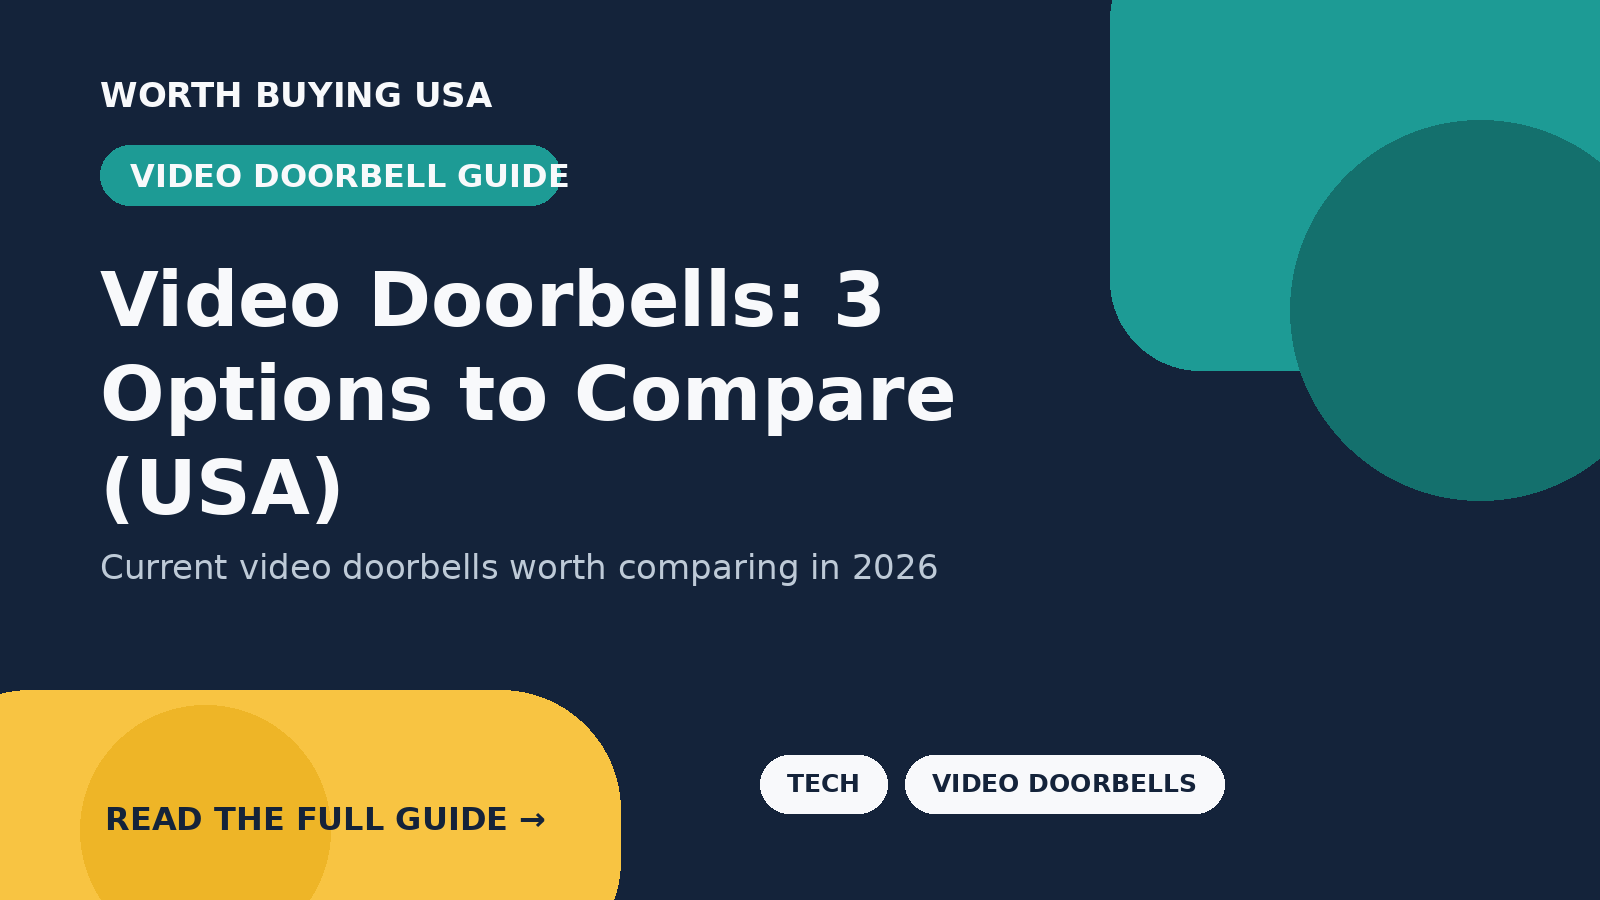 WORTH BUYING USA
VIDEO DOORBELL GUIDE
Video Doorbells: 3
Options to Compare
(USA)
Current video doorbells worth comparing in 2026
READ THE FULL GUIDE →
TECH
VIDEO DOORBELLS